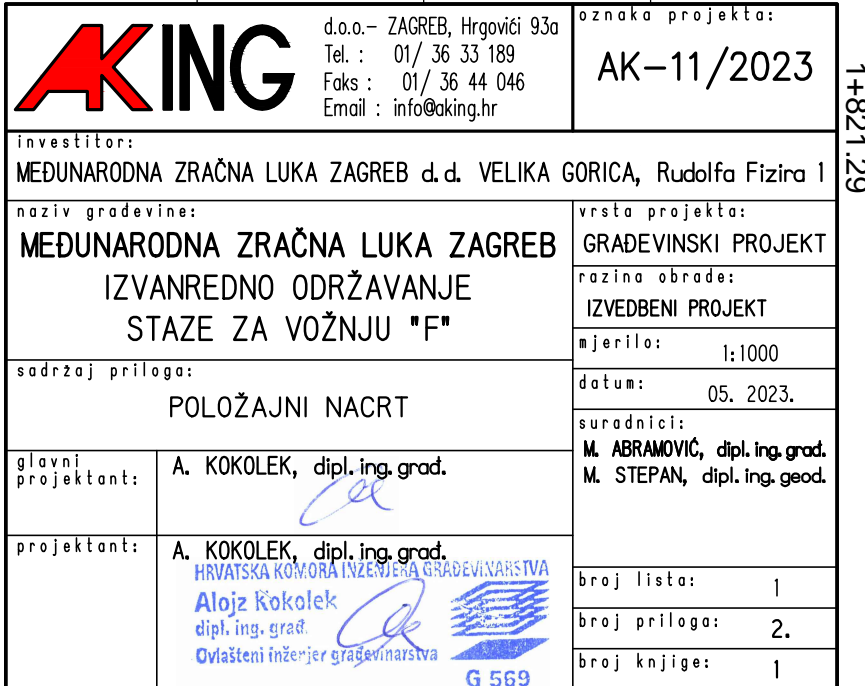 AKING
d.o.o.– ZAGREB, Hrgovići 93a
Tel. : 01/ 36 33 189
Faks : 01/ 36 44 046
Email : info@aking.hr
oznaka projekta:
AK–11/2023
1+821.29
investitor:
MEĐUNARODNA ZRAČNA LUKA ZAGREB d.d. VELIKA GORICA, Rudolfa Fizira 1
naziv građevine:
MEĐUNARODNA ZRAČNA LUKA ZAGREB
IZVANREDNO ODRŽAVANJE
STAZE ZA VOŽNJU "F"
vrsta projekta:
GRAĐEVINSKI PROJEKT
razina obrade:
IZVEDBENI PROJEKT
mjerilo:
1:1000
datum:
05. 2023.
sadržaj priloga:
POLOŽAJNI NACRT
suradnici:
M. ABRAMOVIĆ, dipl.ing.građ.
M. STEPAN, dipl.ing.geod.
glavni
projektant:
A. KOKOLEK, dipl.ing.građ.
projektant:
A. KOKOLEK, dipl.ing.građ.
HRVATSKA KOMORA INŽENJERA GRAĐEVINARSTVA
Alojz Kokolek
dipl. ing. građ.
Ovlašteni inženjer građevinarstva
G 569
broj lista:
1
broj priloga:
2.
broj knjige:
1